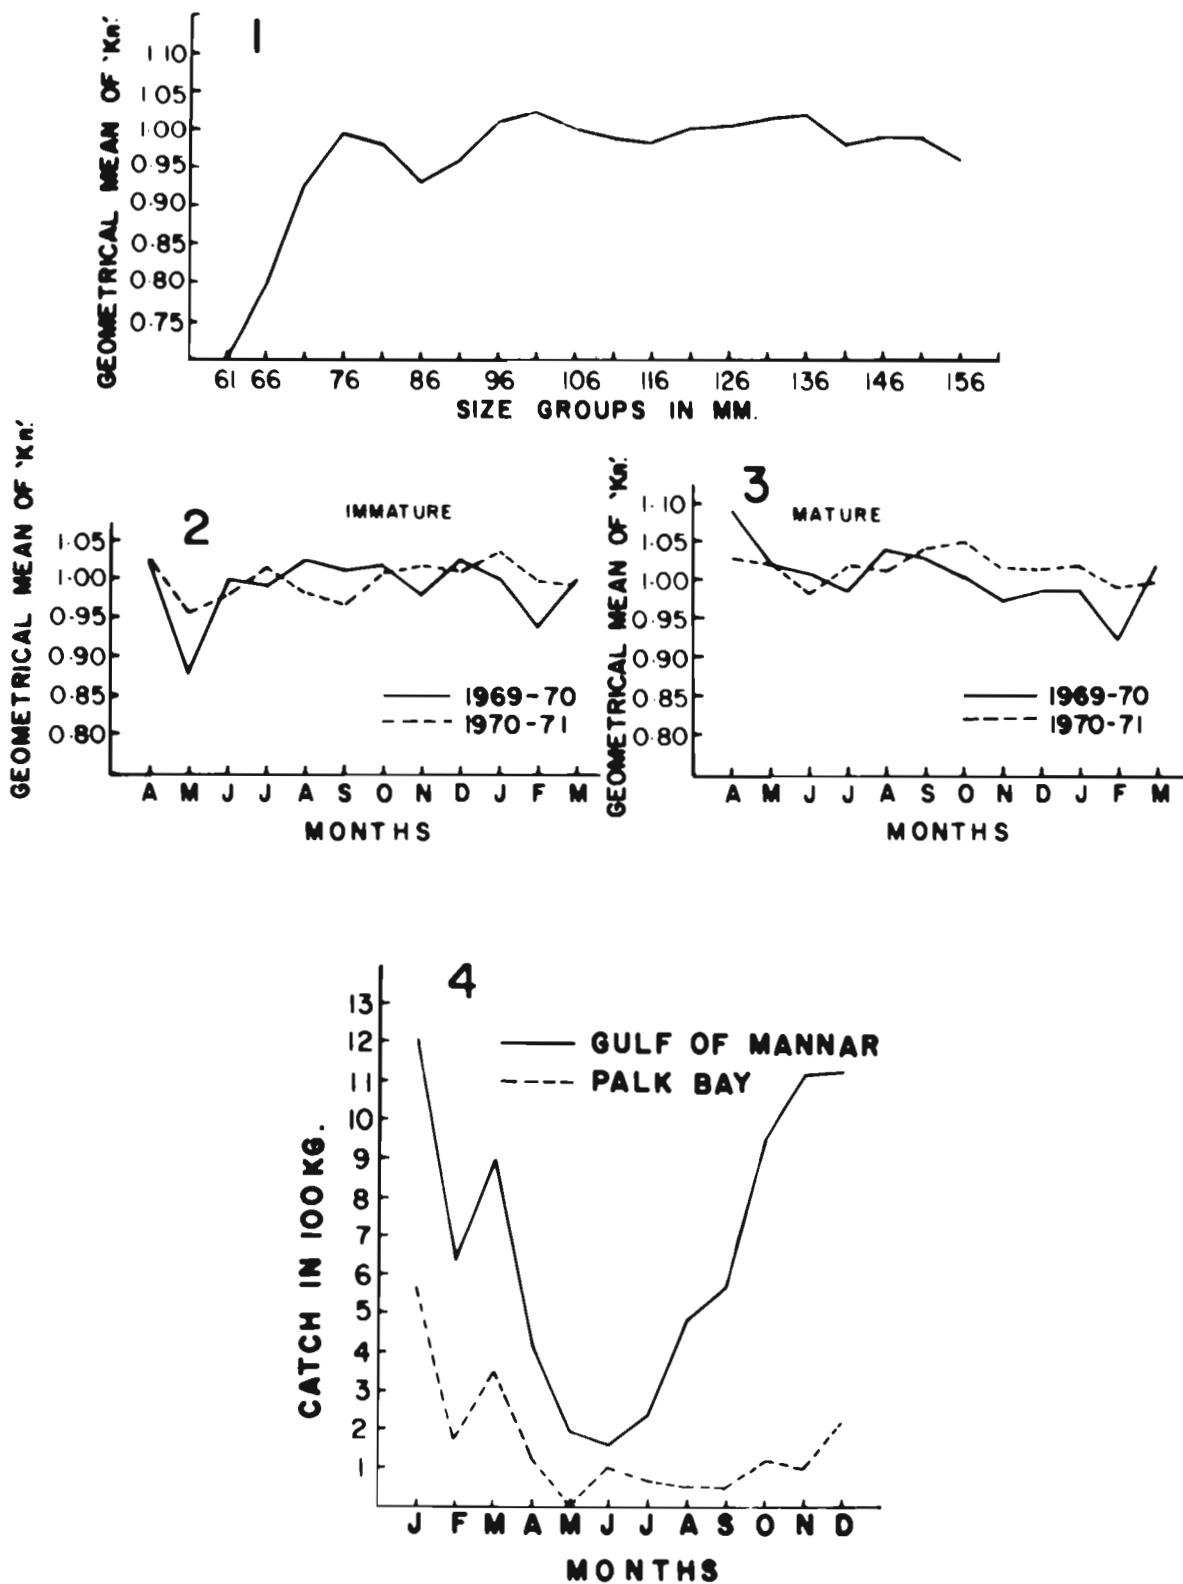 1
GEOMETRICAL MEAN OF 'Kn'.
1·10
1·05
1·00
0·95
0·90
0·85
0·80
0·75
61 66 76 86 96 106 116 126 136 146 156
SIZE GROUPS IN MM.
2
IMMATURE
GEOMETRICAL MEAN OF 'Kn'.
1·05
1·00
0·95
0·90
0·85
0·80
1969-70
1970-71
A M J J A S O N D J F M
MONTHS
3
MATURE
GEOMETRICAL MEAN OF 'Kn'.
1·10
1·05
1·00
0·95
0·90
0·85
0·80
1969-70
1970-71
A M J J A S O N D J F M
MONTHS
4
GULF OF MANNAR
PALK BAY
CATCH IN 100 KG.
13
12
11
10
9
8
7
6
5
4
3
2
1
J F M A M J J A S O N D
MONTHS